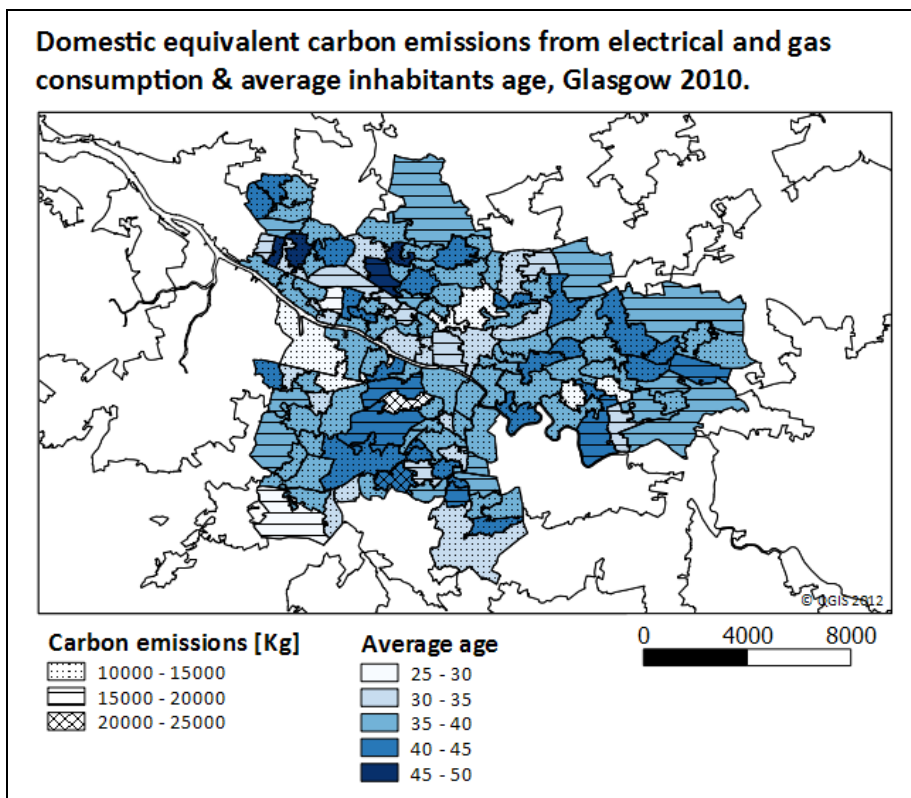 Domestic equivalent carbon emissions from electrical and gas
consumption & average inhabitants age, Glasgow 2010.
© QGIS 2012
Carbon emissions [Kg]
10000 - 15000
15000 - 20000
20000 - 25000
Average age
25 - 30
30 - 35
35 - 40
40 - 45
45 - 50
0 4000 8000